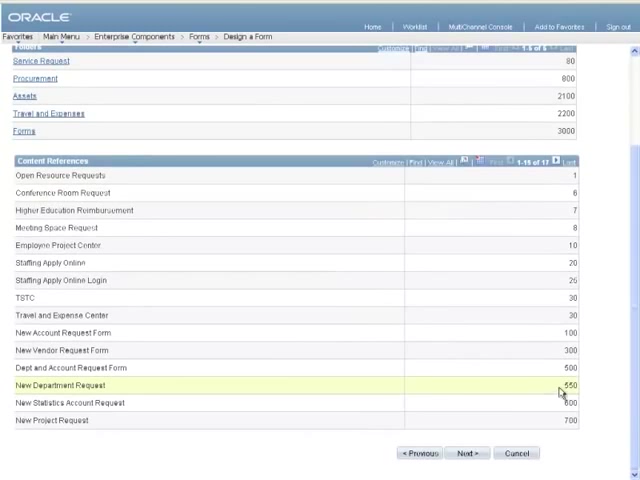 ORACLE
Home Worklist MultiChannel Console Add to Favorites Sign out
Favorites Main Menu > Enterprise Components > Forms > Design a Form
Folders Customize | Find | View All First 1-5 of 5 Last
Service Request 80
Procurement 800
Assets 2100
Travel and Expenses 2200
Forms 3000
Content References Customize | Find | View All First 1-15 of 17 Last
Open Resource Requests 1
Conference Room Request 6
Higher Education Reimbursement 7
Meeting Space Request 8
Employee Project Center 10
Staffing Apply Online 20
Staffing Apply Online Login 25
TSTC 30
Travel and Expense Center 30
New Account Request Form 100
New Vendor Request Form 300
Dept and Account Request Form 500
New Department Request 550
New Statistics Account Request 600
New Project Request 700
< Previous Next > Cancel